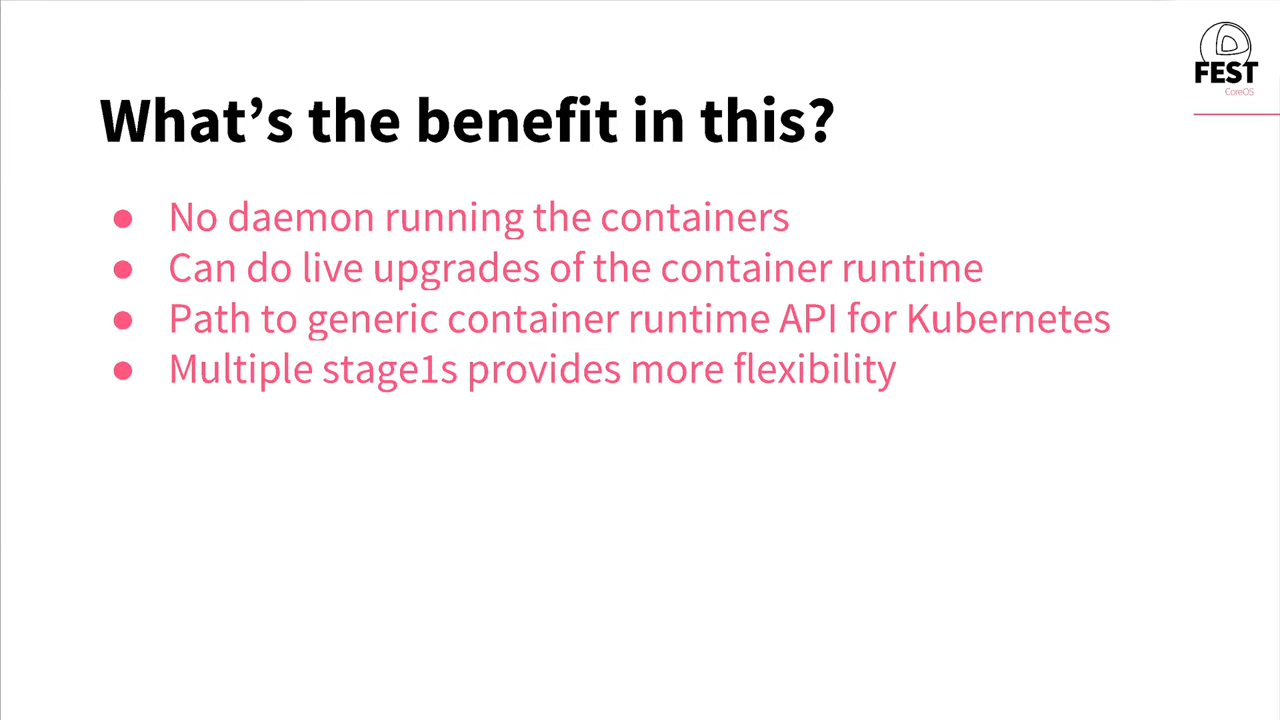 FEST
CoreOS
What's the benefit in this?
● No daemon running the containers
● Can do live upgrades of the container runtime
● Path to generic container runtime API for Kubernetes
● Multiple stage1s provides more flexibility